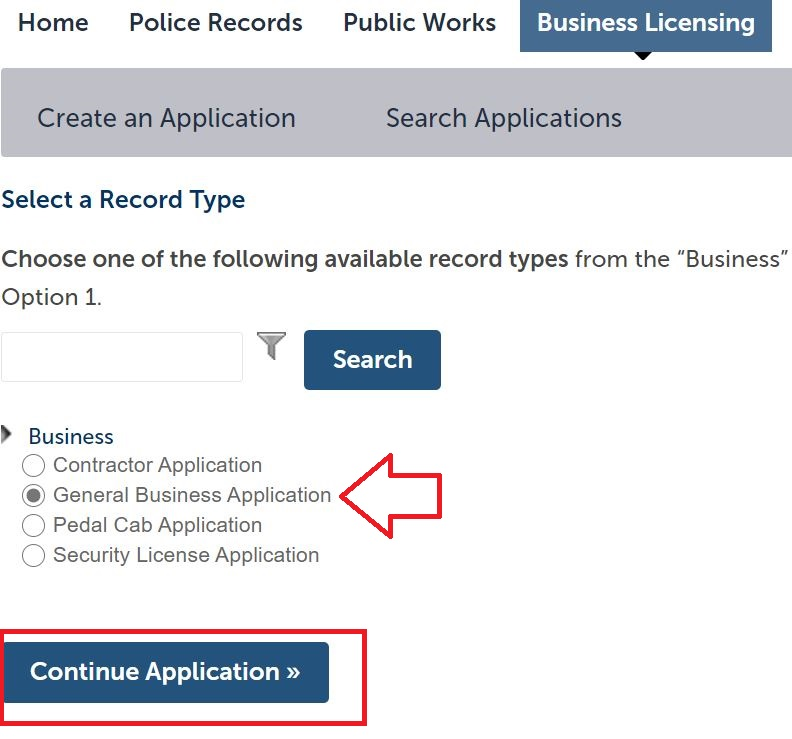 Home Police Records Public Works Business Licensing
Create an Application Search Applications
Select a Record Type
Choose one of the following available record types from the “Business”
Option 1.
Search
Business
Contractor Application
General Business Application
Pedal Cab Application
Security License Application
Continue Application »